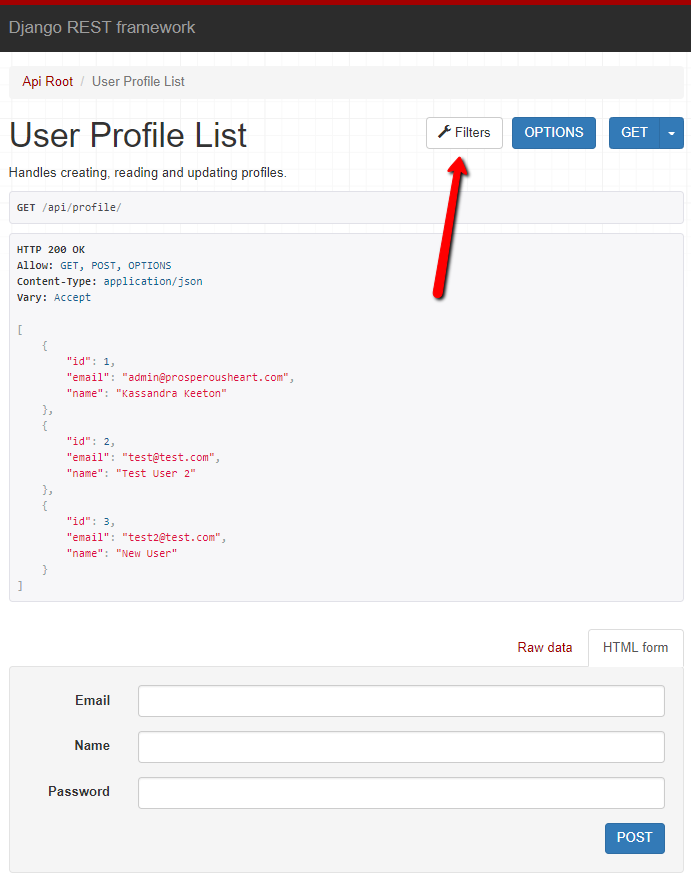 Django REST framework
Api Root / User Profile List
User Profile List
Filters
OPTIONS
GET
Handles creating, reading and updating profiles.
GET /api/profile/
HTTP 200 OK
Allow: GET, POST, OPTIONS
Content-Type: application/json
Vary: Accept
[
    {
        "id": 1,
        "email": "admin@prosperousheart.com",
        "name": "Kassandra Keeton"
    },
    {
        "id": 2,
        "email": "test@test.com",
        "name": "Test User 2"
    },
    {
        "id": 3,
        "email": "test2@test.com",
        "name": "New User"
    }
]
Raw data
HTML form
Email
Name
Password
POST